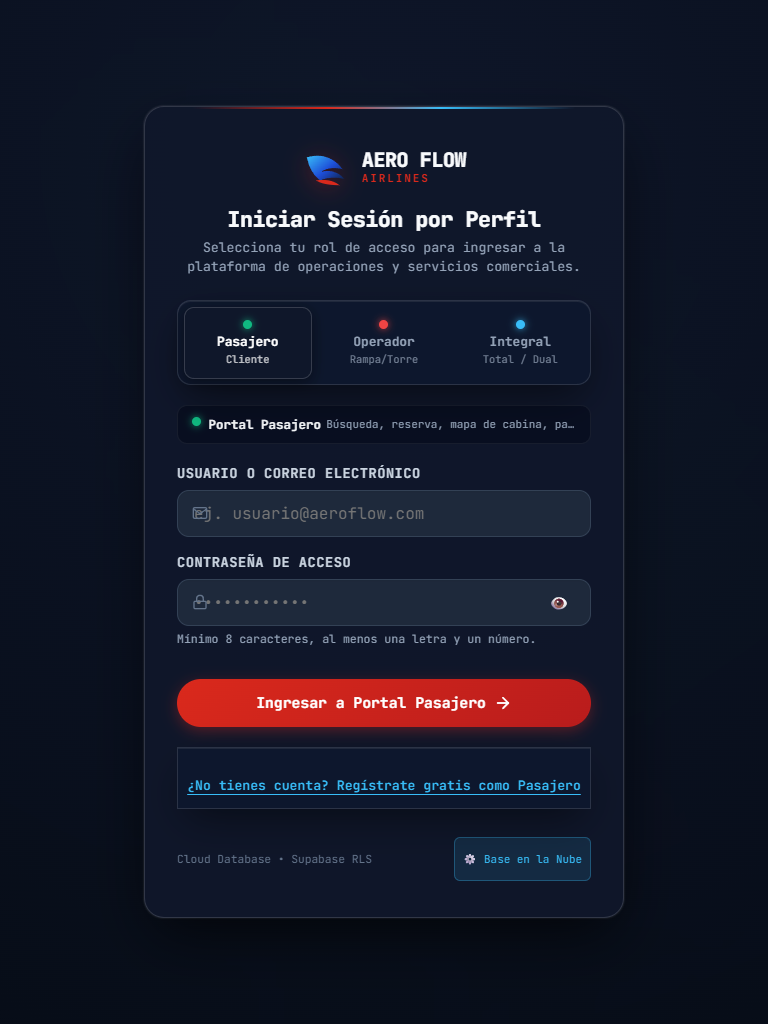 AERO FLOW
AIRLINES
Iniciar Sesión por Perfil
Selecciona tu rol de acceso para ingresar a la
plataforma de operaciones y servicios comerciales.
Pasajero
Cliente
Operador
Rampa/Torre
Integral
Total / Dual
Portal Pasajero Búsqueda, reserva, mapa de cabina, pa…
USUARIO O CORREO ELECTRÓNICO
Ej. usuario@aeroflow.com
CONTRASEÑA DE ACCESO
Mínimo 8 caracteres, al menos una letra y un número.
Ingresar a Portal Pasajero →
¿No tienes cuenta? Regístrate gratis como Pasajero
Cloud Database • Supabase RLS
Base en la Nube